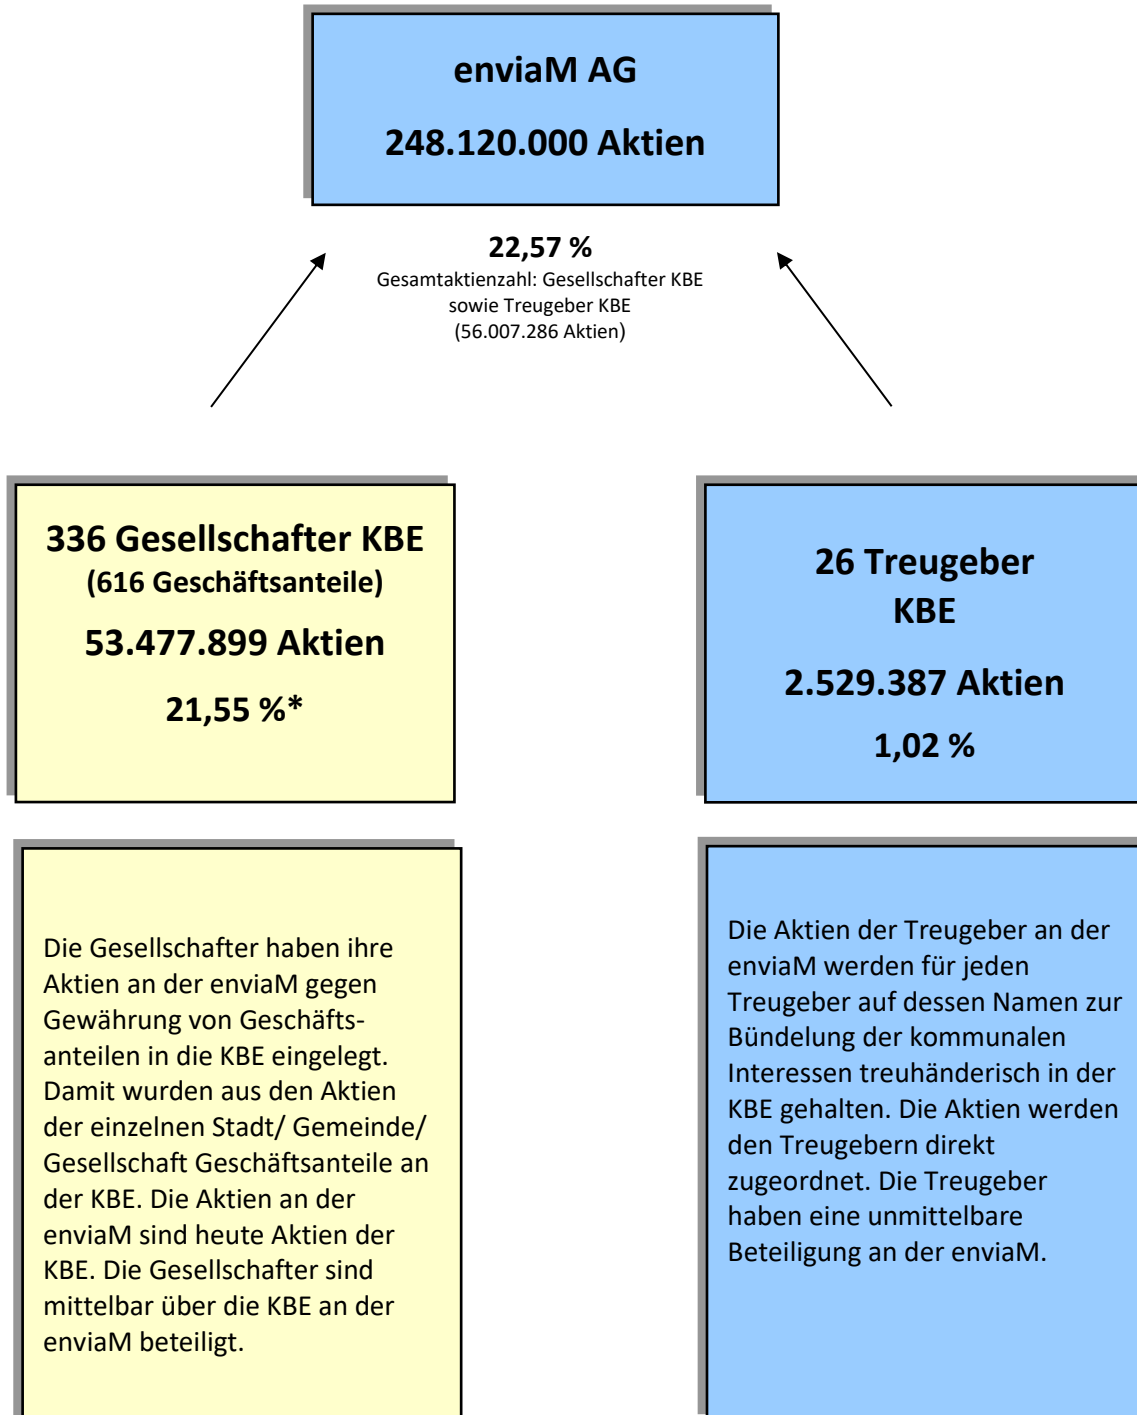 enviaM AG
248.120.000 Aktien
22,57 %
Gesamtaktienzahl: Gesellschafter KBE
sowie Treugeber KBE
(56.007.286 Aktien)
336 Gesellschafter KBE
(616 Geschäftsanteile)
53.477.899 Aktien
21,55 %*
26 Treugeber
KBE
2.529.387 Aktien
1,02 %
Die Gesellschafter haben ihre
Aktien an der enviaM gegen
Gewährung von Geschäfts-
anteilen in die KBE eingelegt.
Damit wurden aus den Aktien
der einzelnen Stadt/ Gemeinde/
Gesellschaft Geschäftsanteile an
der KBE. Die Aktien an der
enviaM sind heute Aktien der
KBE. Die Gesellschafter sind
mittelbar über die KBE an der
enviaM beteiligt.
Die Aktien der Treugeber an der
enviaM werden für jeden
Treugeber auf dessen Namen zur
Bündelung der kommunalen
Interessen treuhänderisch in der
KBE gehalten. Die Aktien werden
den Treugebern direkt
zugeordnet. Die Treugeber
haben eine unmittelbare
Beteiligung an der enviaM.